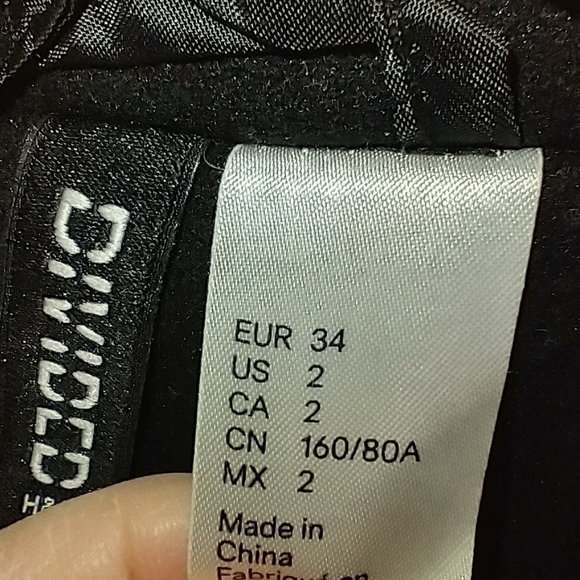 DIVIDED
EUR 34
US 2
CA 2
CN 160/80A
MX 2
Made in
China